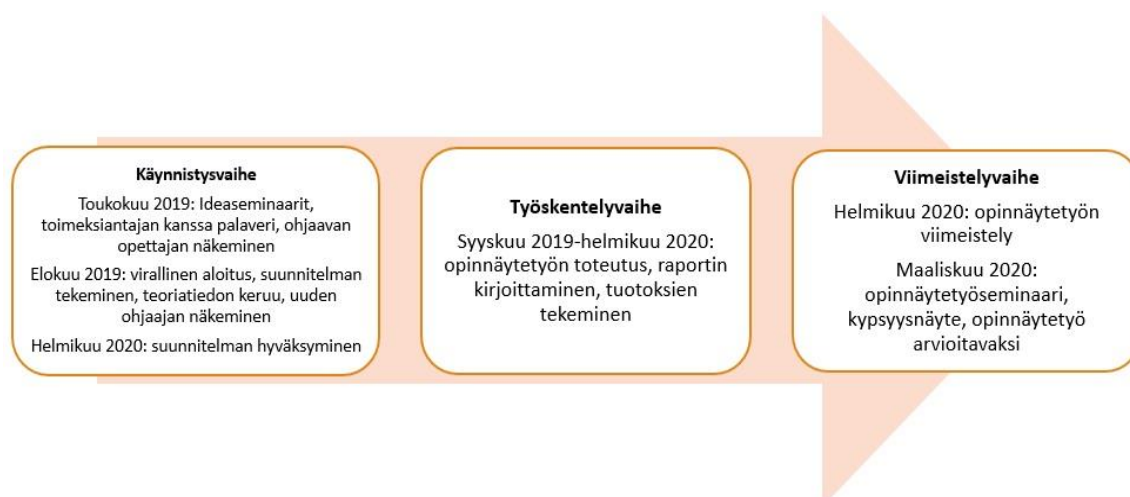 Käynnistysvaihe
Toukokuu 2019: Ideaseminaarit,
toimeksiantajan kanssa palaveri, ohjaavan
opettajan näkeminen
Elokuu 2019: virallinen aloitus, suunnitelman
tekeminen, teoriatiedon keruu, uuden
ohjaajan näkeminen
Helmikuu 2020: suunnitelman hyväksyminen
Työskentelyvaihe
Syyskuu 2019-helmikuu 2020:
opinnäytetyön toteutus, raportin
kirjoittaminen, tuotoksien
tekeminen
Viimeistelyvaihe
Helmikuu 2020: opinnäytetyön
viimeistely
Maaliskuu 2020:
opinnäytetyöseminaari,
kypsyysnäyte, opinnäytetyö
arvioitavaksi